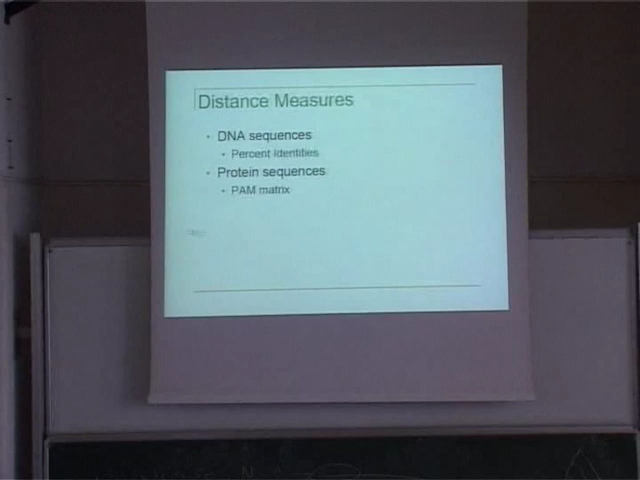 Distance Measures
• DNA sequences
• Percent Identities
• Protein sequences
• PAM matrix